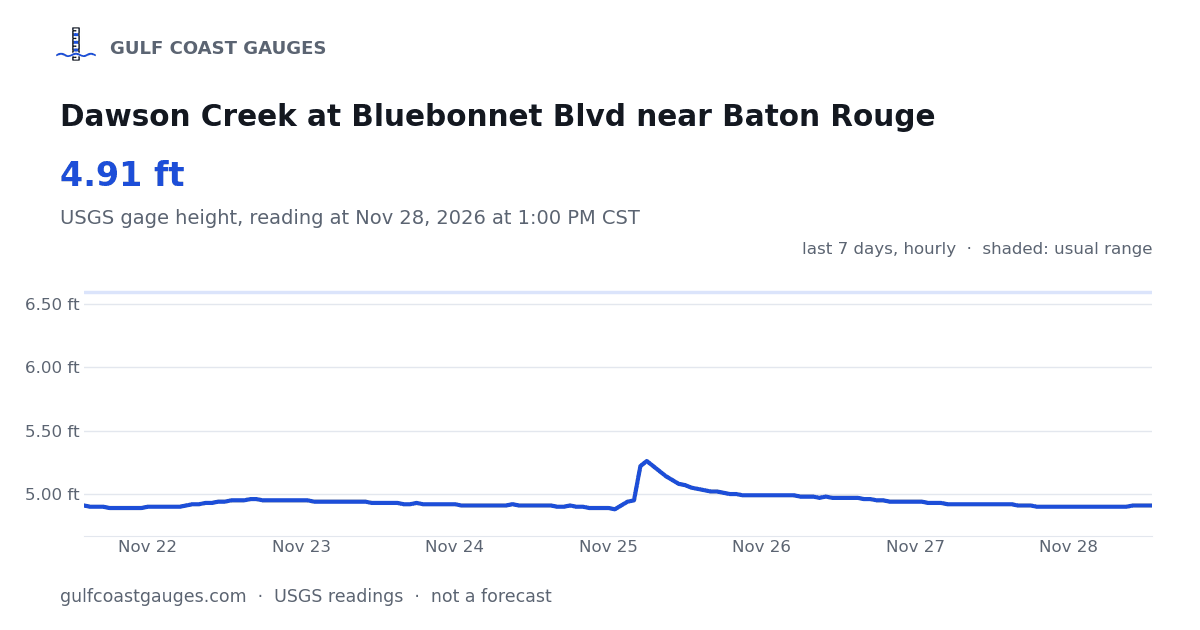 GULF COAST GAUGES
Dawson Creek at Bluebonnet Blvd near Baton Rouge
4.91 ft
USGS gage height, reading at Nov 28, 2026 at 1:00 PM CST
last 7 days, hourly · shaded: usual range
6.50 ft
6.00 ft
5.50 ft
5.00 ft
Nov 22 Nov 23 Nov 24 Nov 25 Nov 26 Nov 27 Nov 28
gulfcoastgauges.com · USGS readings · not a forecast